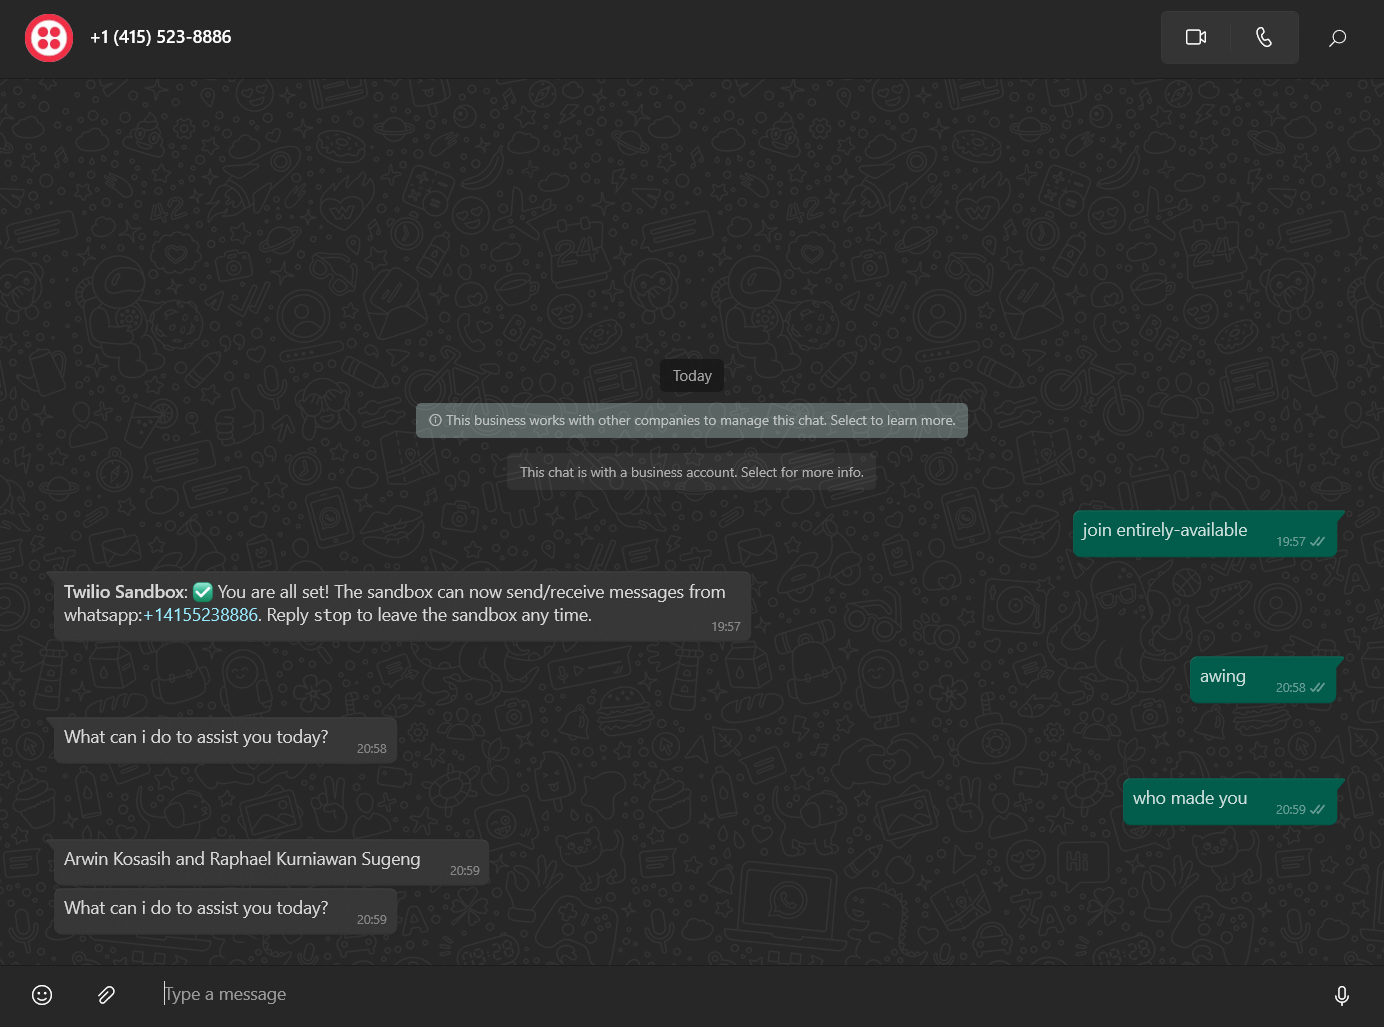 +1 (415) 523-8886
Today
This business works with other companies to manage this chat. Select to learn more.
This chat is with a business account. Select for more info.
join entirely-available
19:57
Twilio Sandbox: ✅ You are all set! The sandbox can now send/receive messages from
whatsapp:+14155238886. Reply stop to leave the sandbox any time.
19:57
awing
20:58
What can i do to assist you today?
20:58
who made you
20:59
Arwin Kosasih and Raphael Kurniawan Sugeng
20:59
What can i do to assist you today?
20:59
Type a message